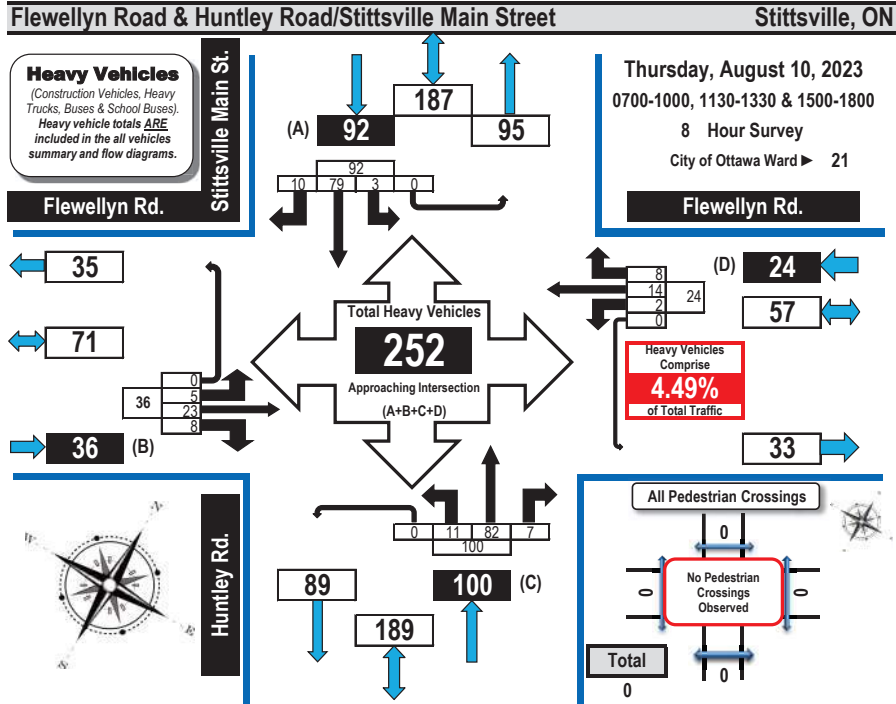 Flewellyn Road & Huntley Road/Stittsville Main Street
Stittsville, ON
Heavy Vehicles
(Construction Vehicles, Heavy
Trucks, Buses & School Buses).
Heavy vehicle totals ARE
included in the all vehicles
summary and flow diagrams.
Stittsville Main St.
Flewellyn Rd.
187
(A)
92
95
92
10
79
3
0
Thursday, August 10, 2023
0700-1000, 1130-1330 & 1500-1800
8 Hour Survey
City of Ottawa Ward ► 21
Flewellyn Rd.
35
71
0
5
23
8
36
36
(B)
Total Heavy Vehicles
252
Approaching Intersection
(A+B+C+D)
8
14
2
0
24
(D)
24
57
Heavy Vehicles
Comprise
4.49%
of Total Traffic
33
N
W
E
S
Huntley Rd.
0
11
82
7
100
89
100
(C)
189
All Pedestrian Crossings
0
0
No Pedestrian
Crossings
Observed
0
0
Total
0